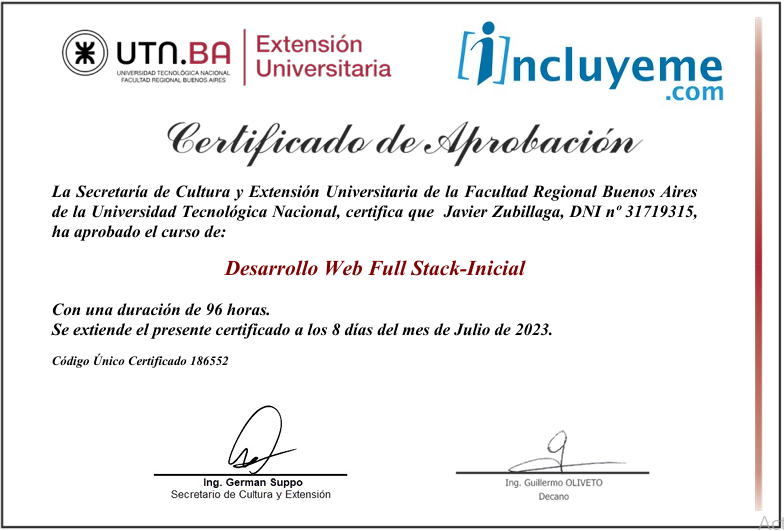 UTN.BA
UNIVERSIDAD TECNOLÓGICA NACIONAL
FACULTAD REGIONAL BUENOS AIRES
Extensión
Universitaria
[i]ncluyeme
.com
Certificado de Aprobación
La Secretaría de Cultura y Extensión Universitaria de la Facultad Regional Buenos Aires
de la Universidad Tecnológica Nacional, certifica que Javier Zubillaga, DNI nº 31719315,
ha aprobado el curso de:
Desarrollo Web Full Stack-Inicial
Con una duración de 96 horas.
Se extiende el presente certificado a los 8 días del mes de Julio de 2023.
Código Único Certificado 186552
Ing. German Suppo
Secretario de Cultura y Extensión
Ing. Guillermo OLIVETO
Decano